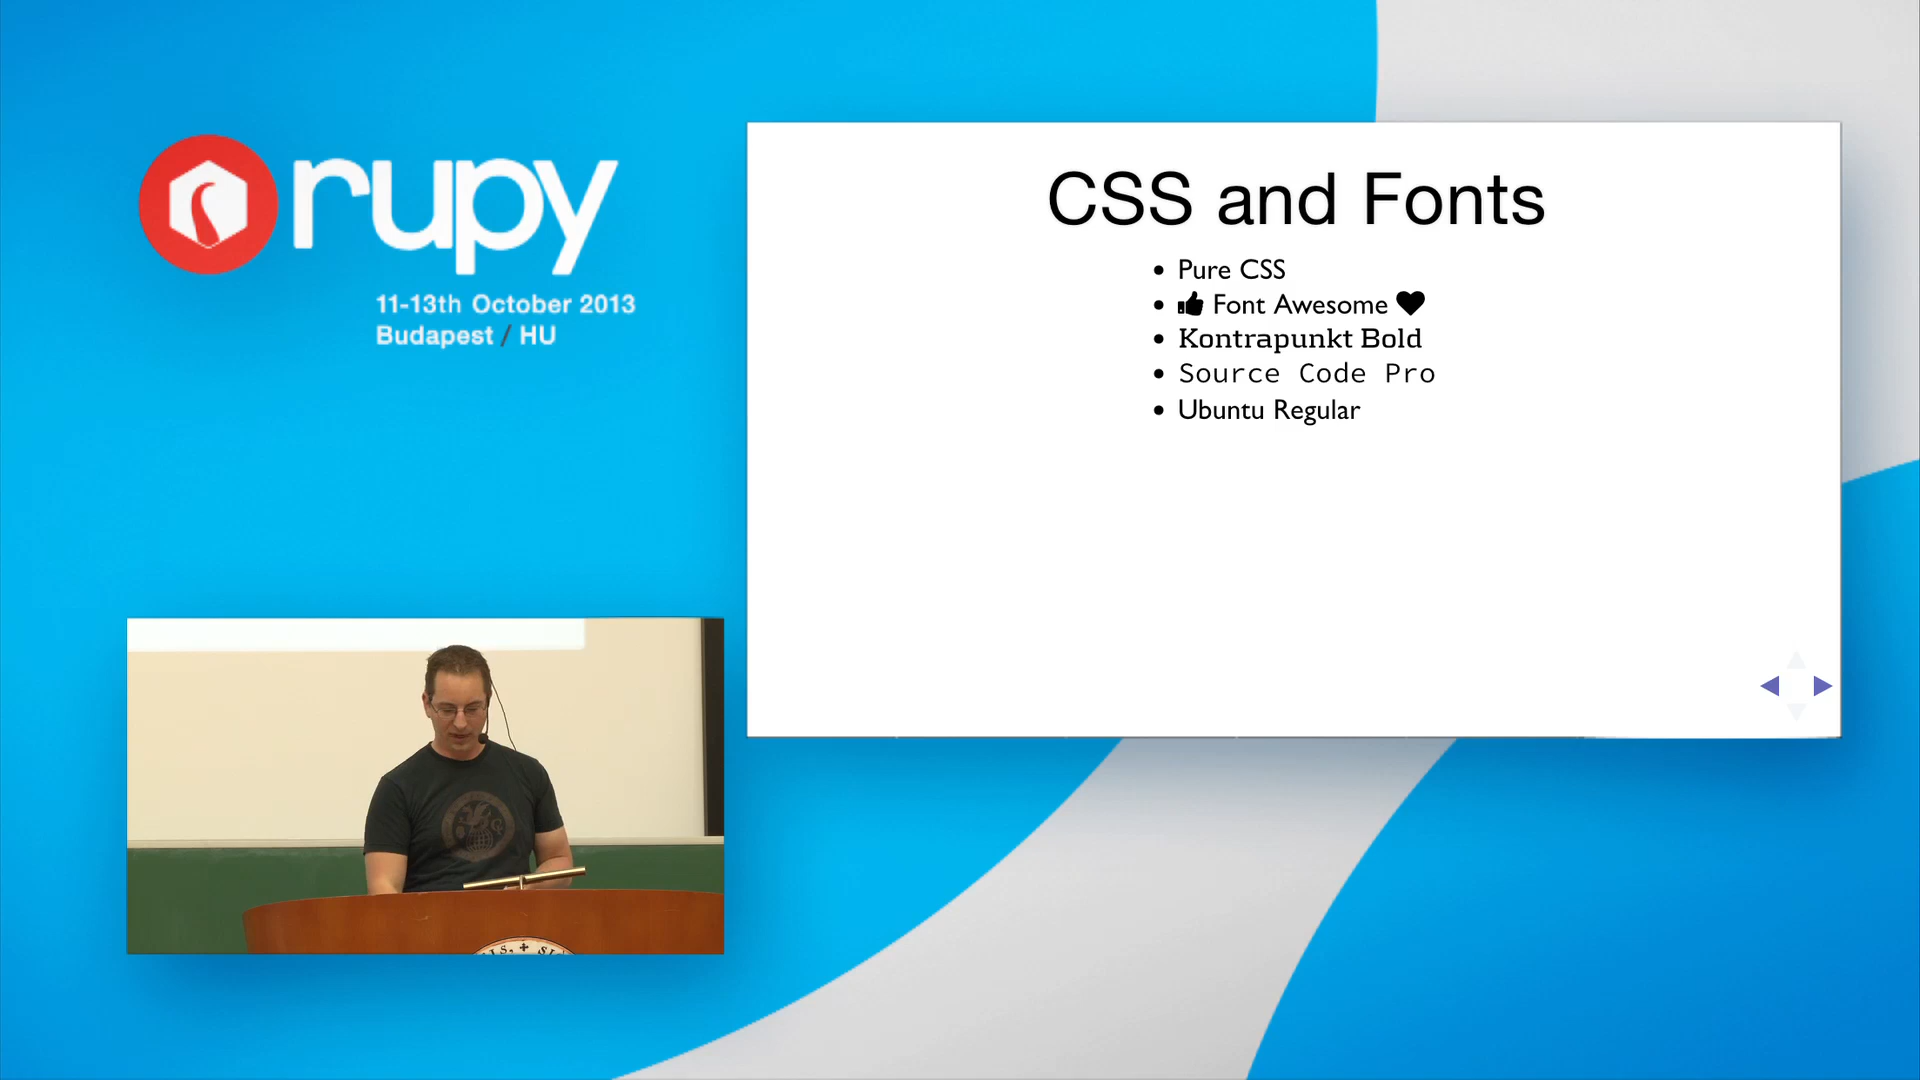 rupy
11-13th October 2013
Budapest / HU
CSS and Fonts
• Pure CSS
• Font Awesome
• Kontrapunkt Bold
• Source Code Pro
• Ubuntu Regular